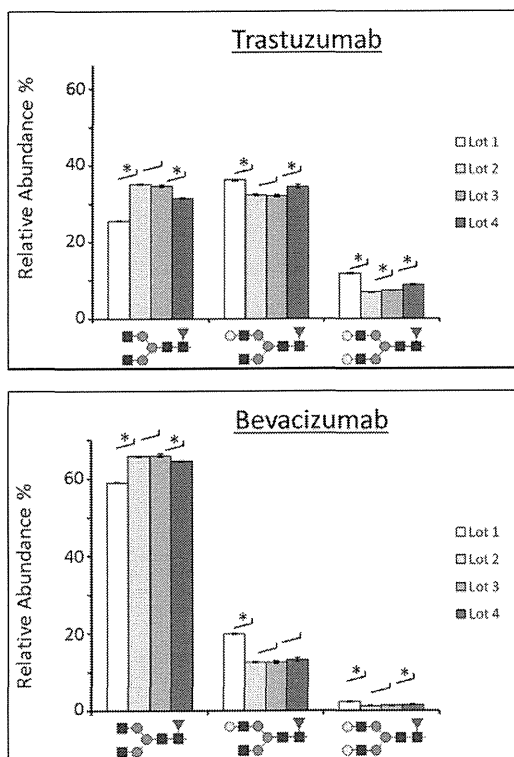 Trastuzumab
Relative Abundance %
60
40
20
0
* * * * * * *
Lot 1
Lot 2
Lot 3
Lot 4
Bevacizumab
Relative Abundance %
60
40
20
0
* * * * *
Lot 1
Lot 2
Lot 3
Lot 4